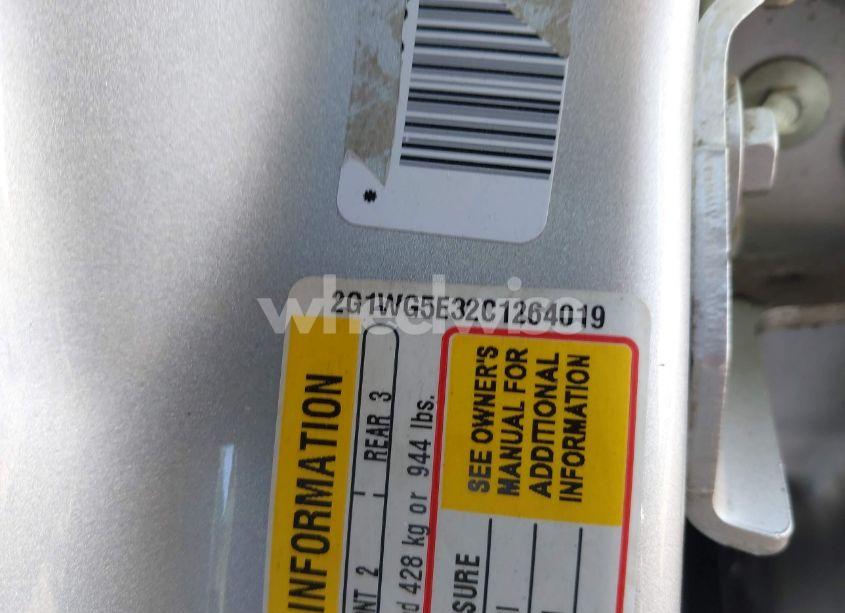 *
2G1WG5E32C1264019
INFORMATION
NT 2 REAR 3
d 428 kg or 944 lbs.
SURE
SEE OWNER'S
MANUAL FOR
ADDITIONAL
INFORMATION